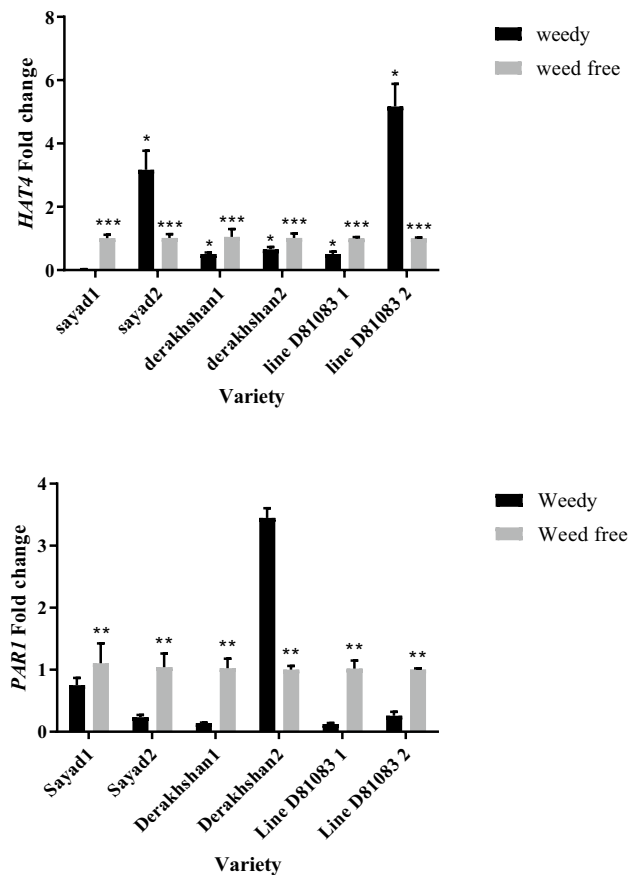 HAT4 Fold change
8
6
4
2
0
*
*
***
***
*
***
*
***
*
***
***
sayad1
sayad2
derakhshan1
derakhshan2
line D81083 1
line D81083 2
Variety
weedy
weed free
PAR1 Fold change
4
3
2
1
0
**
**
**
**
**
**
Sayad1
Sayad2
Derakhshan1
Derakhshan2
Line D81083 1
Line D81083 2
Variety
Weedy
Weed free